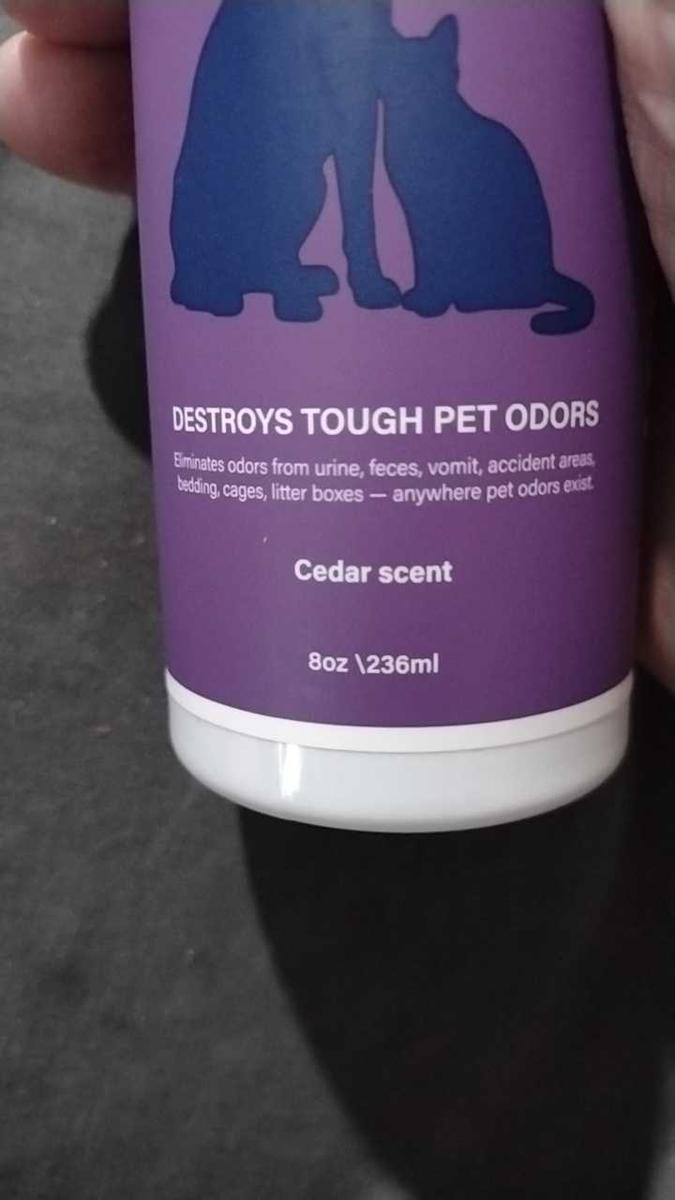 DESTROYS TOUGH PET ODORS
Eliminates odors from urine, feces, vomit, accident areas,
bedding, cages, litter boxes — anywhere pet odors exist.
Cedar scent
8oz \236ml